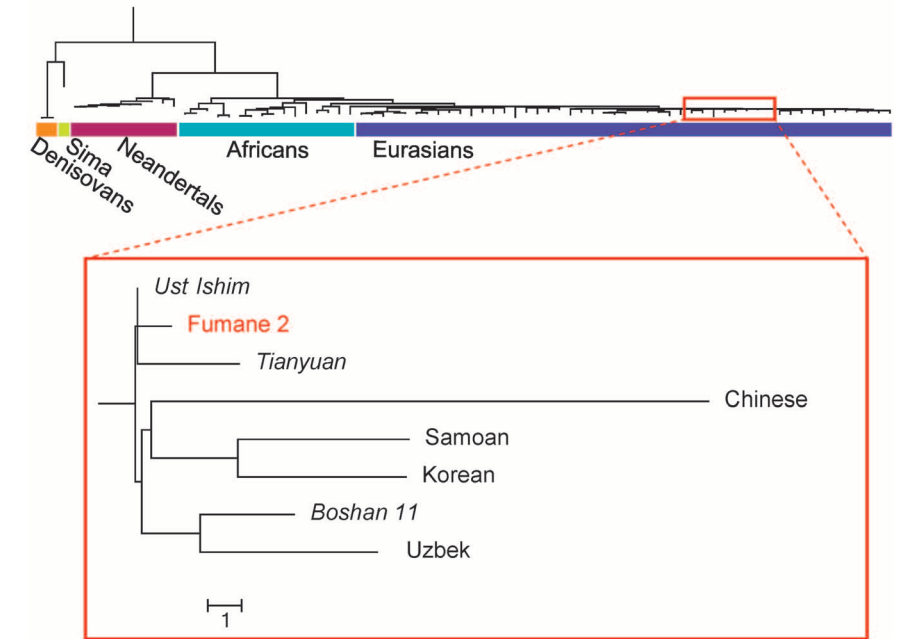 Denisovans
Sima
Neandertals
Africans
Eurasians
Ust Ishim
Fumane 2
Tianyuan
Chinese
Samoan
Korean
Boshan 11
Uzbek
1